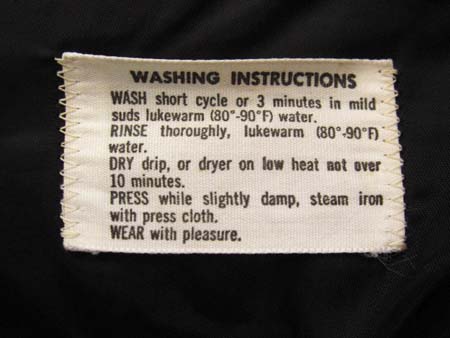 WASHING INSTRUCTIONS
WASH short cycle or 3 minutes in mild
suds lukewarm (80°-90°F) water.
RINSE thoroughly, lukewarm (80°-90°F)
water.
DRY drip, or dryer on low heat not over
10 minutes.
PRESS while slightly damp, steam iron
with press cloth.
WEAR with pleasure.